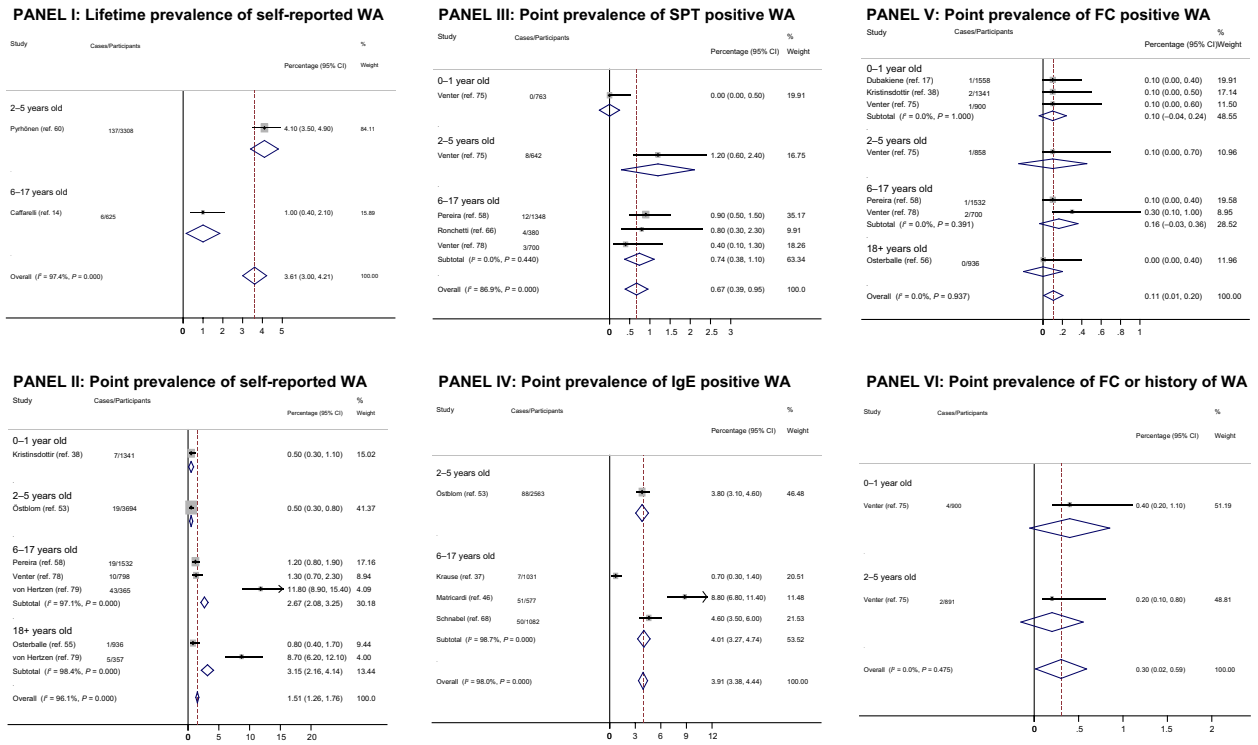 PANEL I: Lifetime prevalence of self-reported WA
Study Cases/Participants %
Percentage (95% CI) Weight
2–5 years old
Pyrhönen (ref. 60) 137/3308 4.10 (3.50, 4.90) 84.11
6–17 years old
Caffarelli (ref. 14) 6/625 1.00 (0.40, 2.10) 15.89
Overall (I² = 97.4%, P = 0.000) 3.61 (3.00, 4.21) 100.00
0 1 2 3 4 5
PANEL III: Point prevalence of SPT positive WA
Study Cases/Participants %
Percentage (95% CI) Weight
0–1 year old
Venter (ref. 75) 0/763 0.00 (0.00, 0.50) 19.91
2–5 years old
Venter (ref. 75) 8/642 1.20 (0.60, 2.40) 16.75
6–17 years old
Pereira (ref. 58) 12/1348 0.90 (0.50, 1.50) 35.17
Ronchetti (ref. 66) 4/380 0.80 (0.30, 2.30) 9.91
Venter (ref. 78) 3/700 0.40 (0.10, 1.30) 18.26
Subtotal (I² = 0.0%, P = 0.440) 0.74 (0.38, 1.10) 63.34
Overall (I² = 86.9%, P = 0.000) 0.67 (0.39, 0.95) 100.0
0 .5 1 1.5 2 2.5 3
PANEL V: Point prevalence of FC positive WA
Study Cases/Participants %
Percentage (95% CI)Weight
0–1 year old
Dubakiene (ref. 17) 1/1558 0.10 (0.00, 0.40) 19.91
Kristinsdottir (ref. 38) 2/1341 0.10 (0.00, 0.50) 17.14
Venter (ref. 75) 1/900 0.10 (0.00, 0.60) 11.50
Subtotal (I² = 0.0%, P = 1.000) 0.10 (–0.04, 0.24) 48.55
2–5 years old
Venter (ref. 75) 1/858 0.10 (0.00, 0.70) 10.96
6–17 years old
Pereira (ref. 58) 1/1532 0.10 (0.00, 0.40) 19.58
Venter (ref. 78) 2/700 0.30 (0.10, 1.00) 8.95
Subtotal (I² = 0.0%, P = 0.391) 0.16 (–0.03, 0.36) 28.52
18+ years old
Osterballe (ref. 56) 0/936 0.00 (0.00, 0.40) 11.96
Overall (I² = 0.0%, P = 0.937) 0.11 (0.01, 0.20) 100.00
0 .2 .4 .6 .8 1
PANEL II: Point prevalence of self-reported WA
Study Cases/Participants %
Percentage (95% CI) Weight
0–1 year old
Kristinsdottir (ref. 38) 7/1341 0.50 (0.30, 1.10) 15.02
2–5 years old
Östblom (ref. 53) 19/3694 0.50 (0.30, 0.80) 41.37
6–17 years old
Pereira (ref. 58) 19/1532 1.20 (0.80, 1.90) 17.16
Venter (ref. 78) 10/798 1.30 (0.70, 2.30) 8.94
von Hertzen (ref. 79) 43/365 11.80 (8.90, 15.40) 4.09
Subtotal (I² = 97.1%, P = 0.000) 2.67 (2.08, 3.25) 30.18
18+ years old
Osterballe (ref. 55) 1/936 0.80 (0.40, 1.70) 9.44
von Hertzen (ref. 79) 5/357 8.70 (6.20, 12.10) 4.00
Subtotal (I² = 98.4%, P = 0.000) 3.15 (2.16, 4.14) 13.44
Overall (I² = 96.1%, P = 0.000) 1.51 (1.26, 1.76) 100.0
0 5 10 15 20
PANEL IV: Point prevalence of IgE positive WA
Study Cases/Participants %
Percentage (95% CI) Weight
2–5 years old
Östblom (ref. 53) 88/2563 3.80 (3.10, 4.60) 46.48
6–17 years old
Krause (ref. 37) 7/1031 0.70 (0.30, 1.40) 20.51
Matricardi (ref. 46) 51/577 8.80 (6.80, 11.40) 11.48
Schnabel (ref. 68) 50/1082 4.60 (3.50, 6.00) 21.53
Subtotal (I² = 98.7%, P = 0.000) 4.01 (3.27, 4.74) 53.52
Overall (I² = 98.0%, P = 0.000) 3.91 (3.38, 4.44) 100.00
0 3 6 9 12
PANEL VI: Point prevalence of FC or history of WA
Study Cases/Participants %
Percentage (95% CI) Weight
0–1 year old
Venter (ref. 75) 4/900 0.40 (0.20, 1.10) 51.19
2–5 years old
Venter (ref. 75) 2/891 0.20 (0.10, 0.80) 48.81
Overall (I² = 0.0%, P = 0.475) 0.30 (0.02, 0.59) 100.00
0 .5 1 2